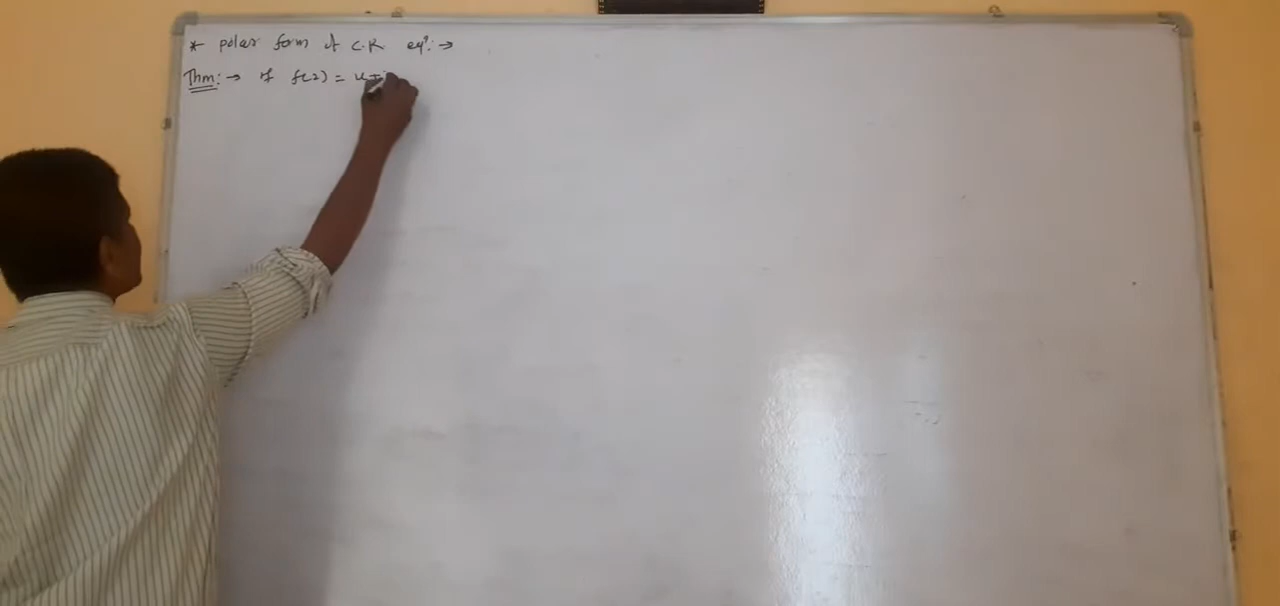 * polar form of C.R. eqⁿ: →
Thm: → If f(z) = u+i